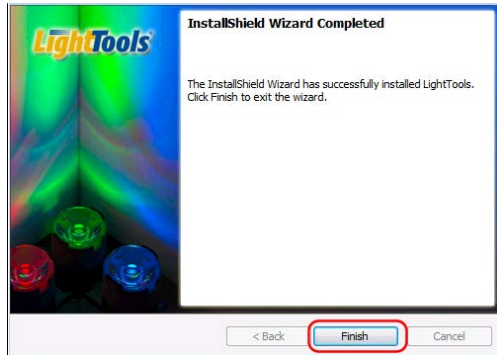 LightTools
InstallShield Wizard Completed
The InstallShield Wizard has successfully installed LightTools.
Click Finish to exit the wizard.
< Back
Finish
Cancel